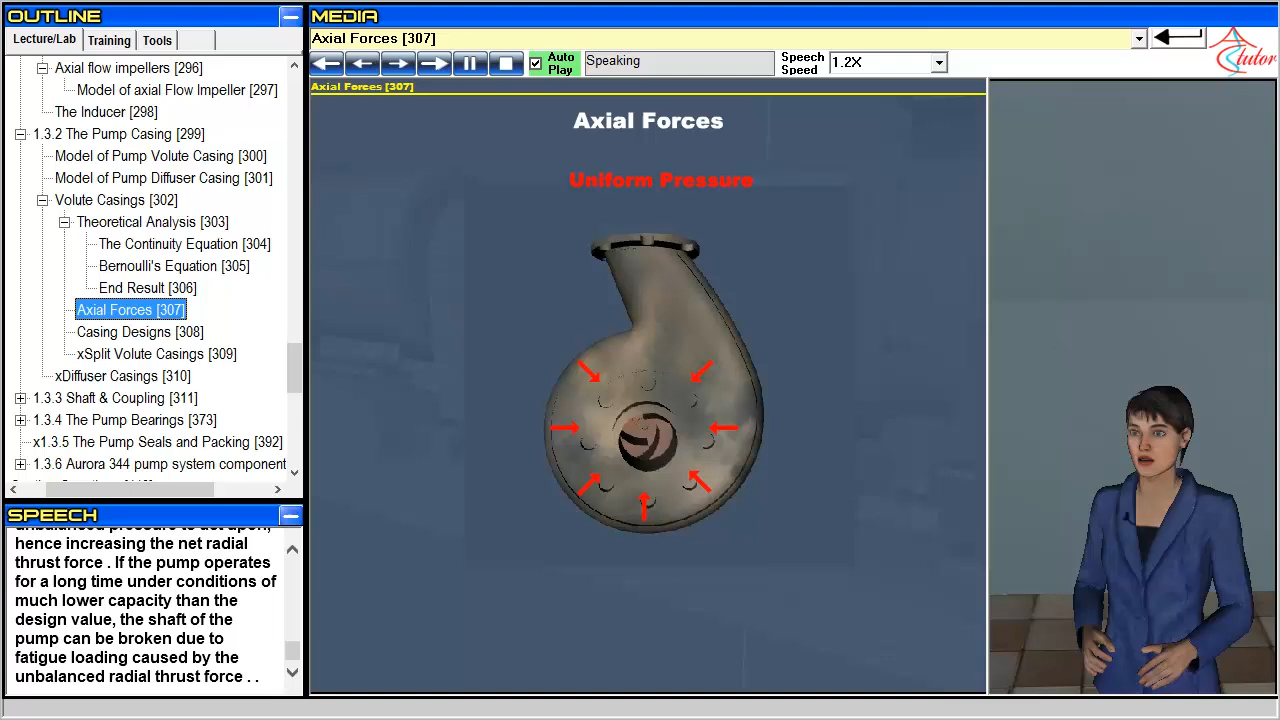 OUTLINE
Lecture/Lab
Training
Tools
Axial flow impellers [296]
Model of axial Flow Impeller [297]
The Inducer [298]
1.3.2 The Pump Casing [299]
Model of Pump Volute Casing [300]
Model of Pump Diffuser Casing [301]
Volute Casings [302]
Theoretical Analysis [303]
The Continuity Equation [304]
Bernoulli's Equation [305]
End Result [306]
Axial Forces [307]
Casing Designs [308]
xSplit Volute Casings [309]
xDiffuser Casings [310]
1.3.3 Shaft & Coupling [311]
1.3.4 The Pump Bearings [373]
x1.3.5 The Pump Seals and Packing [392]
1.3.6 Aurora 344 pump system component
SPEECH
hence increasing the net radial
thrust force . If the pump operates
for a long time under conditions of
much lower capacity than the
design value, the shaft of the
pump can be broken due to
fatigue loading caused by the
unbalanced radial thrust force . .
MEDIA
Axial Forces [307]
Auto
Play
Speaking
Speech
Speed
1.2X
tutor
Axial Forces [307]
Axial Forces
Uniform Pressure